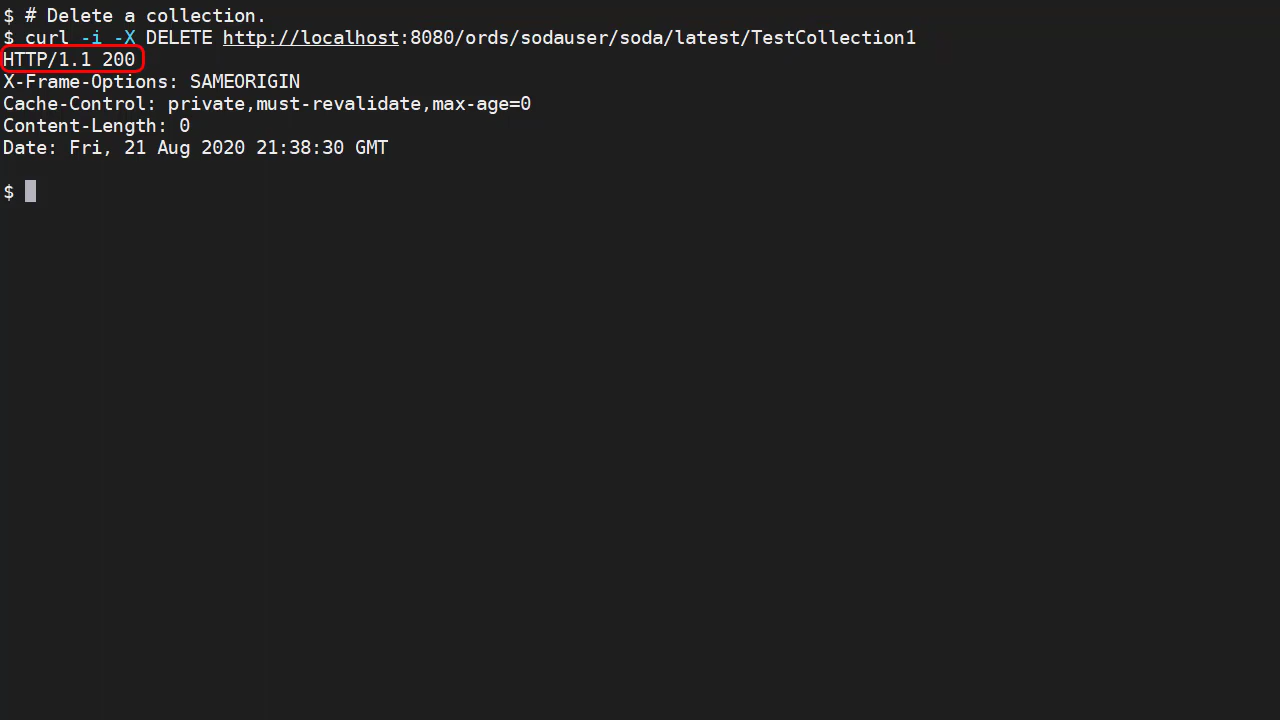 $ # Delete a collection.
$ curl -i -X DELETE http://localhost:8080/ords/sodauser/soda/latest/TestCollection1
HTTP/1.1 200
X-Frame-Options: SAMEORIGIN
Cache-Control: private,must-revalidate,max-age=0
Content-Length: 0
Date: Fri, 21 Aug 2020 21:38:30 GMT
$